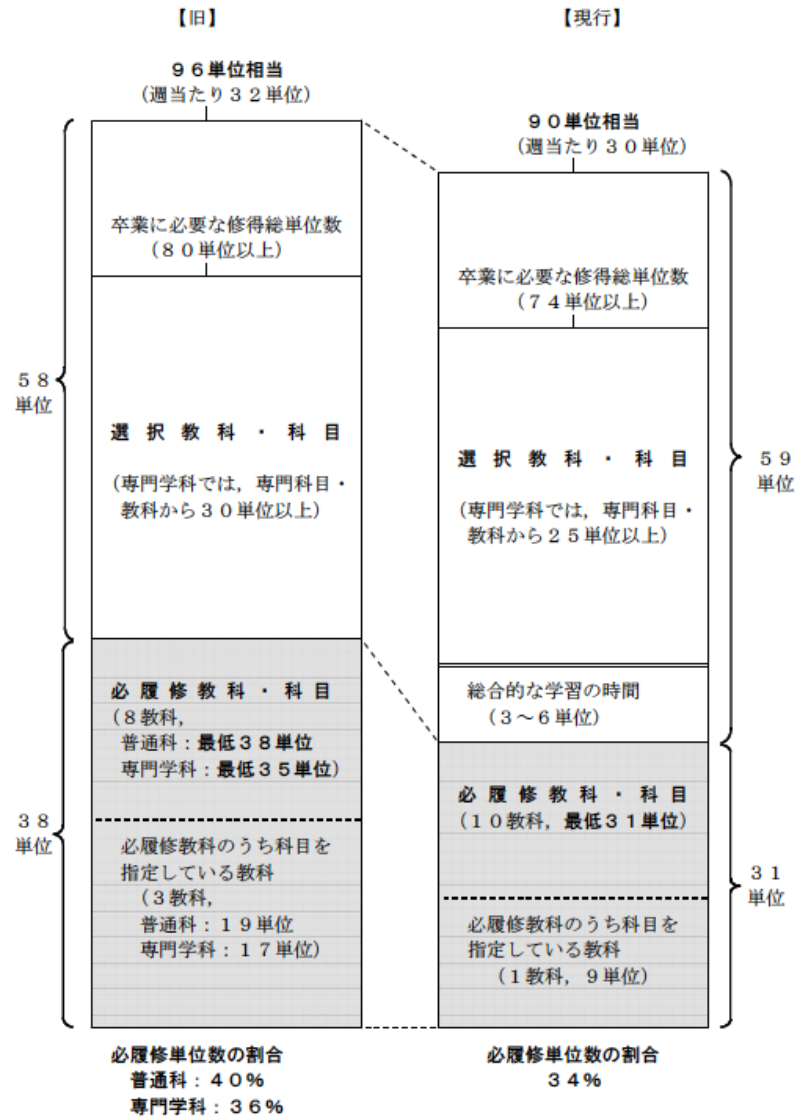 【旧】
９６単位相当
（週当たり３２単位）
卒業に必要な修得総単位数
（８０単位以上）
５８
単位
選択教科・科目
（専門学科では，専門科目・
教科から３０単位以上）
必履修教科・科目
（８教科，
普通科：最低３８単位
専門学科：最低３５単位）
３８
単位
必履修教科のうち科目を
指定している教科
（３教科，
普通科：１９単位
専門学科：１７単位）
必履修単位数の割合
普通科：４０％
専門学科：３６％
【現行】
９０単位相当
（週当たり３０単位）
卒業に必要な修得総単位数
（７４単位以上）
選択教科・科目
（専門学科では，専門科目・
教科から２５単位以上）
５９
単位
総合的な学習の時間
（３～６単位）
必履修教科・科目
（１０教科，最低３１単位）
３１
単位
必履修教科のうち科目を
指定している教科
（１教科，９単位）
必履修単位数の割合
３４％